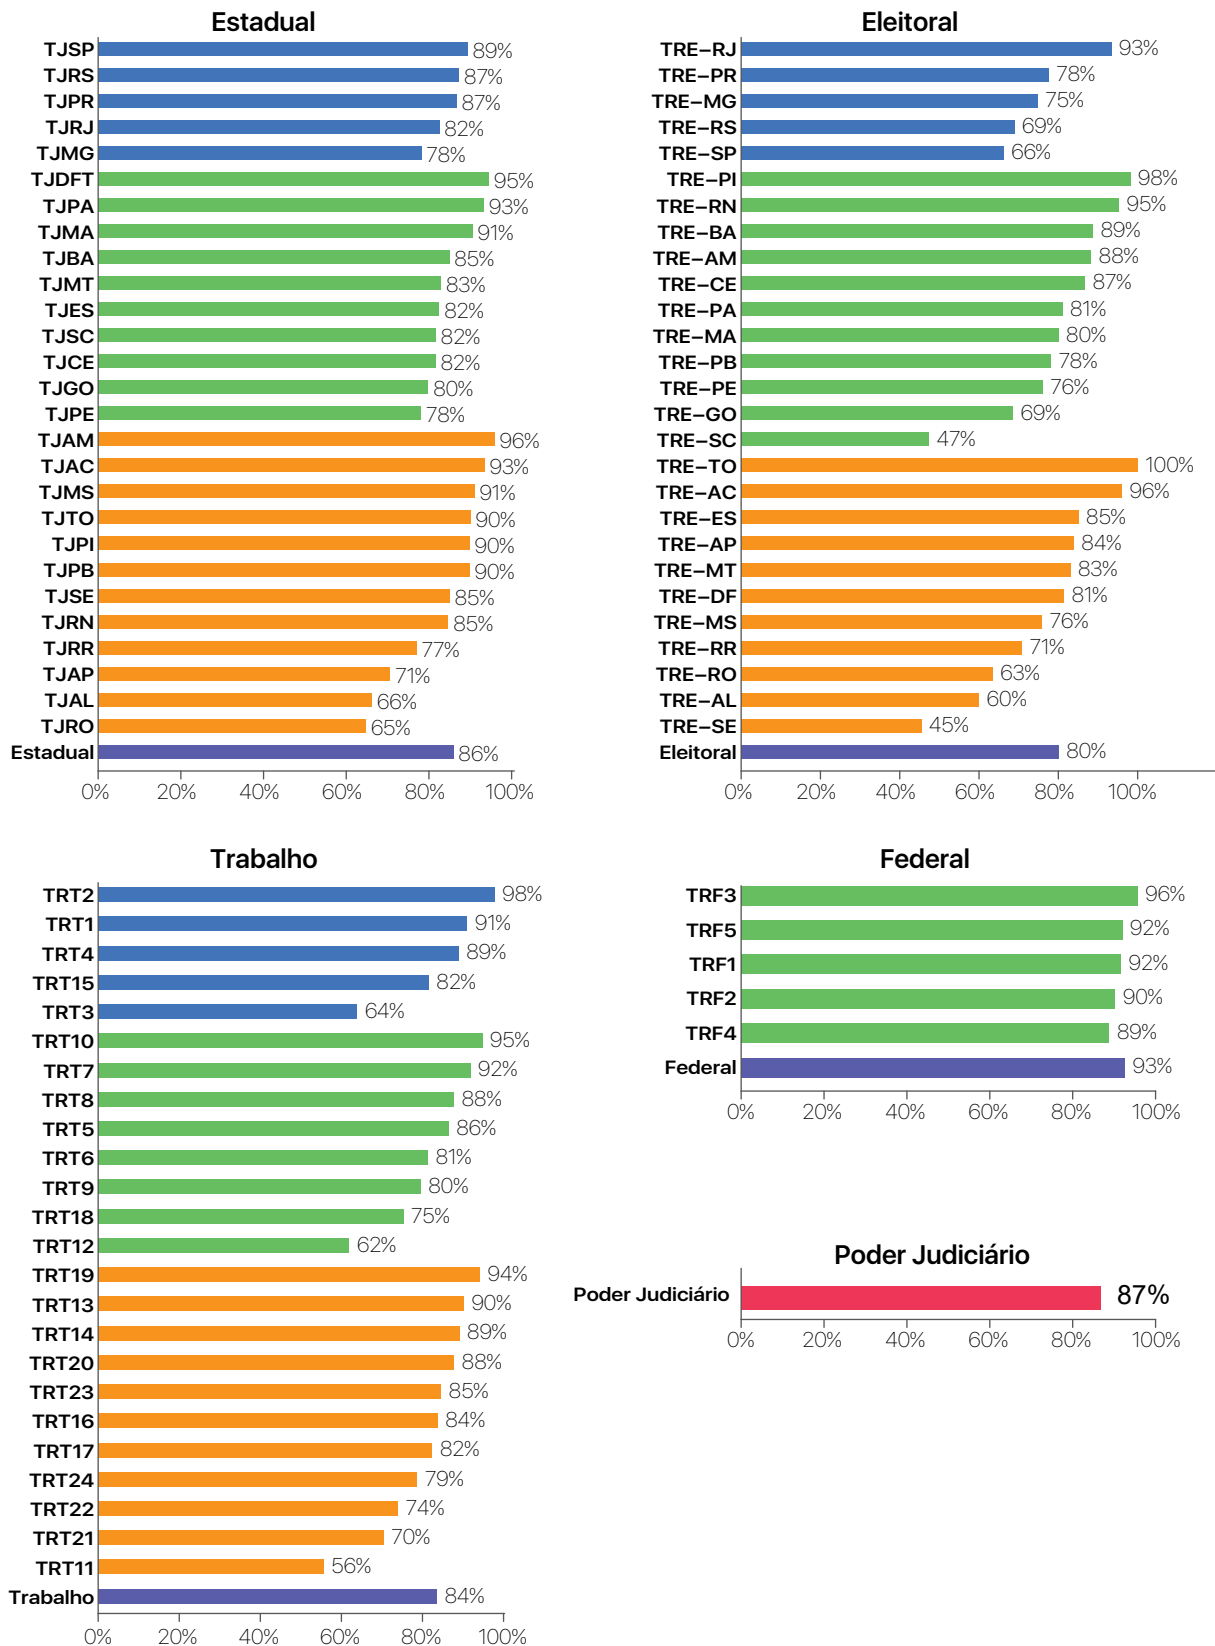 Estadual
TJSP 89%
TJRS 87%
TJPR 87%
TJRJ 82%
TJMG 78%
TJDFT 95%
TJPA 93%
TJMA 91%
TJBA 85%
TJMT 83%
TJES 82%
TJSC 82%
TJCE 82%
TJGO 80%
TJPE 78%
TJAM 96%
TJAC 93%
TJMS 91%
TJTO 90%
TJPI 90%
TJPB 90%
TJSE 85%
TJRN 85%
TJRR 77%
TJAP 71%
TJAL 66%
TJRO 65%
Estadual 86%
0% 20% 40% 60% 80% 100%
Eleitoral
TRE–RJ 93%
TRE–PR 78%
TRE–MG 75%
TRE–RS 69%
TRE–SP 66%
TRE–PI 98%
TRE–RN 95%
TRE–BA 89%
TRE–AM 88%
TRE–CE 87%
TRE–PA 81%
TRE–MA 80%
TRE–PB 78%
TRE–PE 76%
TRE–GO 69%
TRE–SC 47%
TRE–TO 100%
TRE–AC 96%
TRE–ES 85%
TRE–AP 84%
TRE–MT 83%
TRE–DF 81%
TRE–MS 76%
TRE–RR 71%
TRE–RO 63%
TRE–AL 60%
TRE–SE 45%
Eleitoral 80%
0% 20% 40% 60% 80% 100%
Trabalho
TRT2 98%
TRT1 91%
TRT4 89%
TRT15 82%
TRT3 64%
TRT10 95%
TRT7 92%
TRT8 88%
TRT5 86%
TRT6 81%
TRT9 80%
TRT18 75%
TRT12 62%
TRT19 94%
TRT13 90%
TRT14 89%
TRT20 88%
TRT23 85%
TRT16 84%
TRT17 82%
TRT24 79%
TRT22 74%
TRT21 70%
TRT11 56%
Trabalho 84%
0% 20% 40% 60% 80% 100%
Federal
TRF3 96%
TRF5 92%
TRF1 92%
TRF2 90%
TRF4 89%
Federal 93%
0% 20% 40% 60% 80% 100%
Poder Judiciário
Poder Judiciário 87%
0% 20% 40% 60% 80% 100%